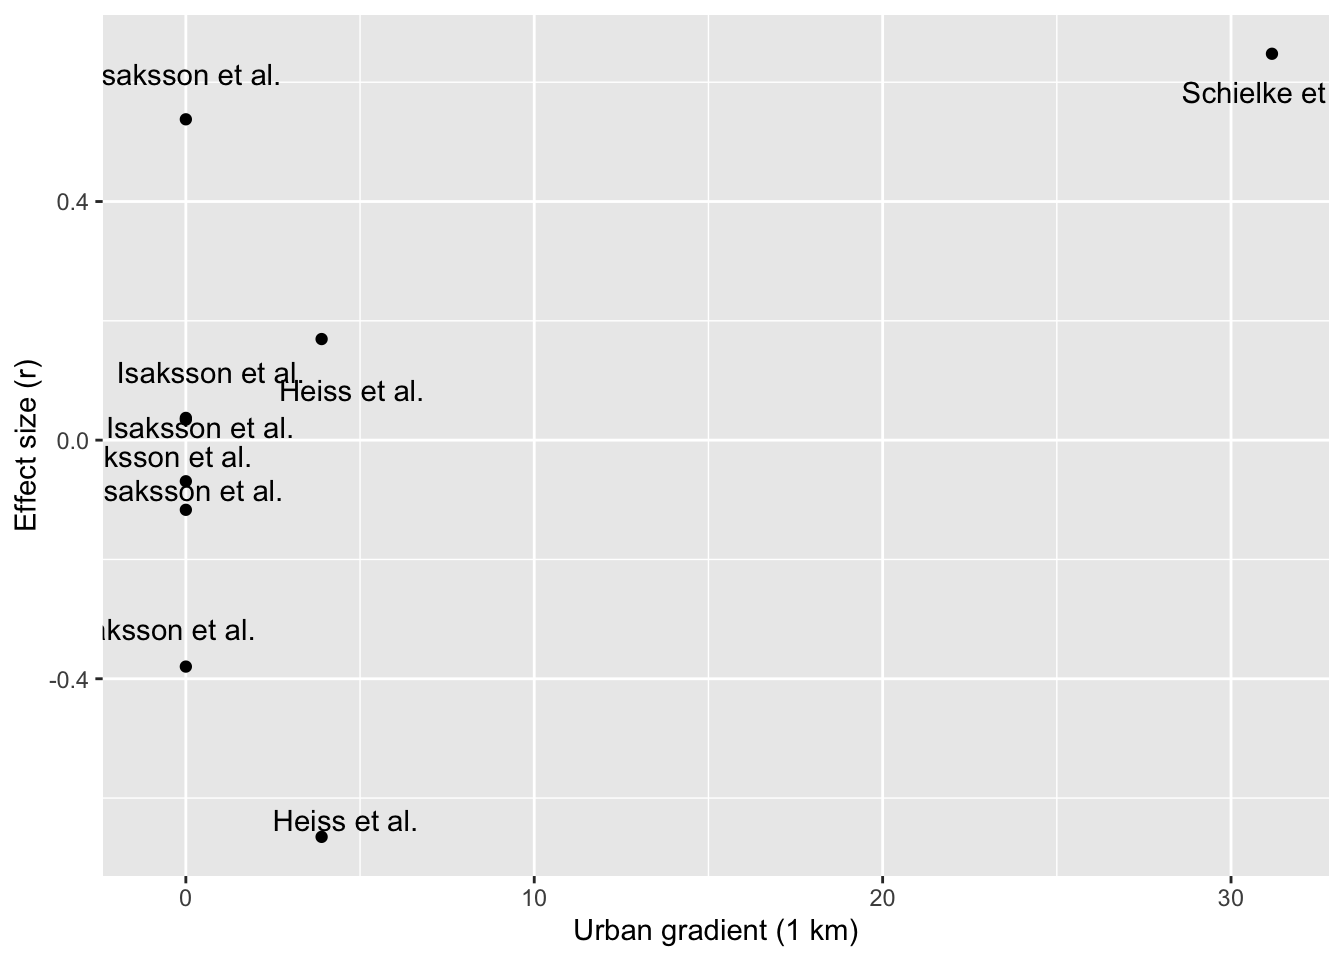 saksson et al.
Schielke et
0.4
Isaksson et al.
Heiss et al.
Isaksson et al.
0.0
ksson et al.
saksson et al.
aksson et al.
-0.4
Heiss et al.
0
10
20
30
Urban gradient (1 km)
Effect size (r)